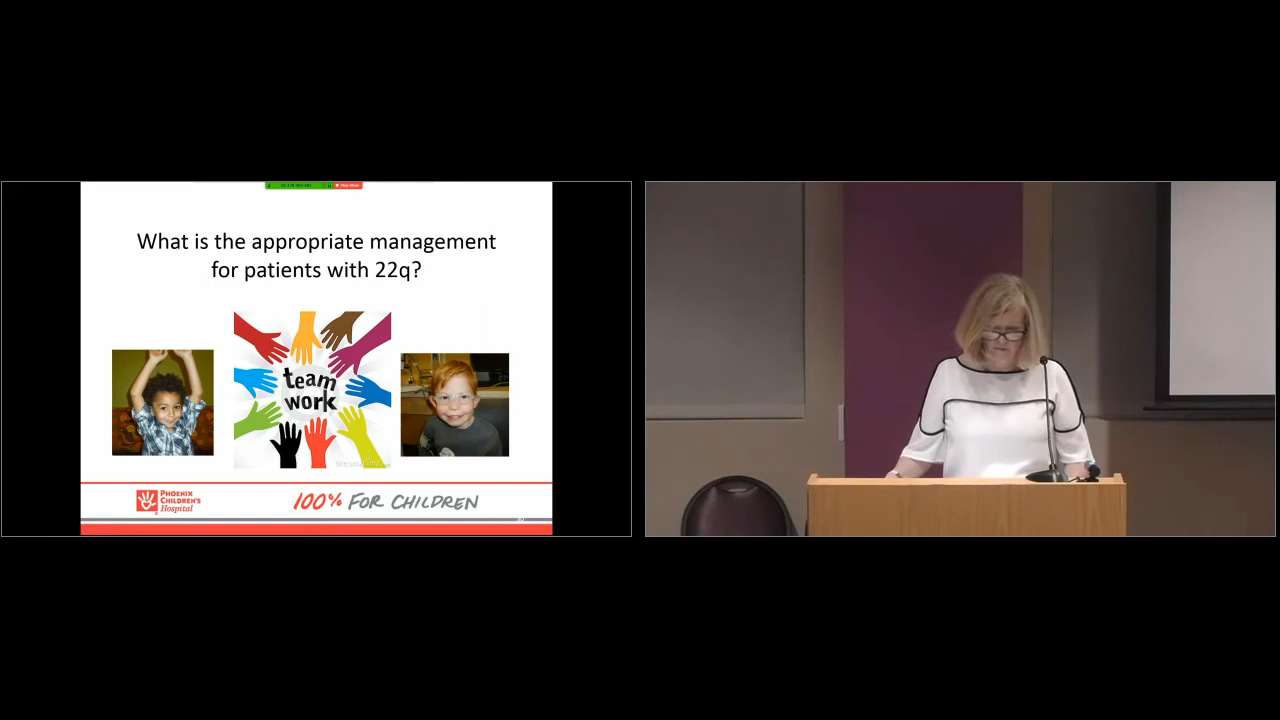 What is the appropriate management
for patients with 22q?
team
work
PHOENIX
CHILDREN'S
Hospital
100% FOR CHILDREN